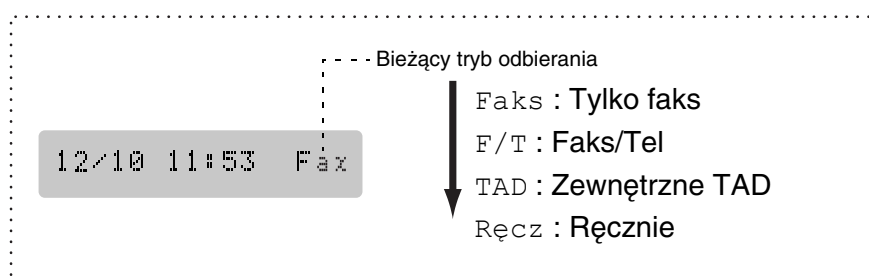 Bieżący tryb odbierania
12/10 11:53 Fax
Faks : Tylko faks
F/T : Faks/Tel
TAD : Zewnętrzne TAD
Ręcz : Ręcznie